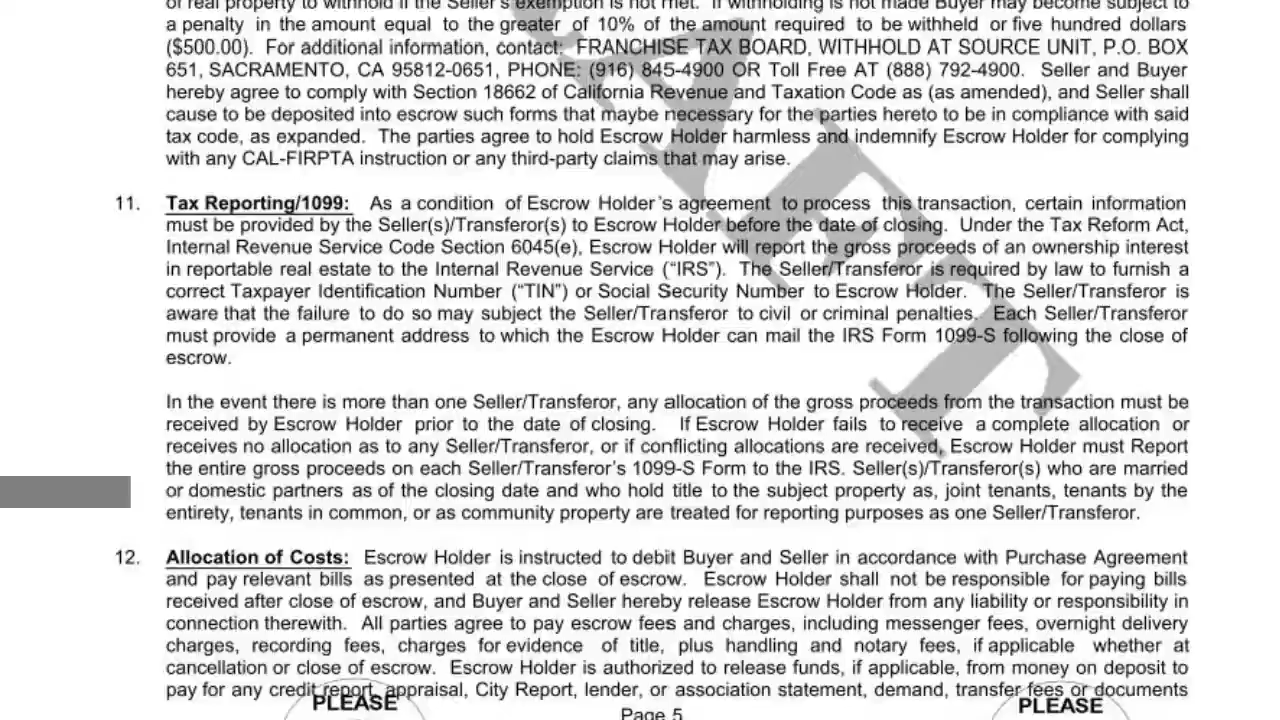 or real property to withhold if the Seller's exemption is not met. If withholding is not made Buyer may become subject to
a penalty in the amount equal to the greater of 10% of the amount required to be withheld or five hundred dollars
($500.00). For additional information, contact: FRANCHISE TAX BOARD, WITHHOLD AT SOURCE UNIT, P.O. BOX
651, SACRAMENTO, CA 95812-0651, PHONE: (916) 845-4900 OR Toll Free AT (888) 792-4900. Seller and Buyer
hereby agree to comply with Section 18662 of California Revenue and Taxation Code as (as amended), and Seller shall
cause to be deposited into escrow such forms that maybe necessary for the parties hereto to be in compliance with said
tax code, as expanded. The parties agree to hold Escrow Holder harmless and indemnify Escrow Holder for complying
with any CAL-FIRPTA instruction or any third-party claims that may arise.
11. Tax Reporting/1099: As a condition of Escrow Holder's agreement to process this transaction, certain information
must be provided by the Seller(s)/Transferor(s) to Escrow Holder before the date of closing. Under the Tax Reform Act,
Internal Revenue Service Code Section 6045(e), Escrow Holder will report the gross proceeds of an ownership interest
in reportable real estate to the Internal Revenue Service ("IRS"). The Seller/Transferor is required by law to furnish a
correct Taxpayer Identification Number ("TIN") or Social Security Number to Escrow Holder. The Seller/Transferor is
aware that the failure to do so may subject the Seller/Transferor to civil or criminal penalties. Each Seller/Transferor
must provide a permanent address to which the Escrow Holder can mail the IRS Form 1099-S following the close of
escrow.
In the event there is more than one Seller/Transferor, any allocation of the gross proceeds from the transaction must be
received by Escrow Holder prior to the date of closing. If Escrow Holder fails to receive a complete allocation or
receives no allocation as to any Seller/Transferor, or if conflicting allocations are received, Escrow Holder must Report
the entire gross proceeds on each Seller/Transferor's 1099-S Form to the IRS. Seller(s)/Transferor(s) who are married
or domestic partners as of the closing date and who hold title to the subject property as, joint tenants, tenants by the
entirety, tenants in common, or as community property are treated for reporting purposes as one Seller/Transferor.
12. Allocation of Costs: Escrow Holder is instructed to debit Buyer and Seller in accordance with Purchase Agreement
and pay relevant bills as presented at the close of escrow. Escrow Holder shall not be responsible for paying bills
received after close of escrow, and Buyer and Seller hereby release Escrow Holder from any liability or responsibility in
connection therewith. All parties agree to pay escrow fees and charges, including messenger fees, overnight delivery
charges, recording fees, charges for evidence of title, plus handling and notary fees, if applicable whether at
cancellation or close of escrow. Escrow Holder is authorized to release funds, if applicable, from money on deposit to
pay for any credit report, appraisal, City Report, lender, or association statement, demand, transfer fees or documents
PLEASE
Page 5
PLEASE